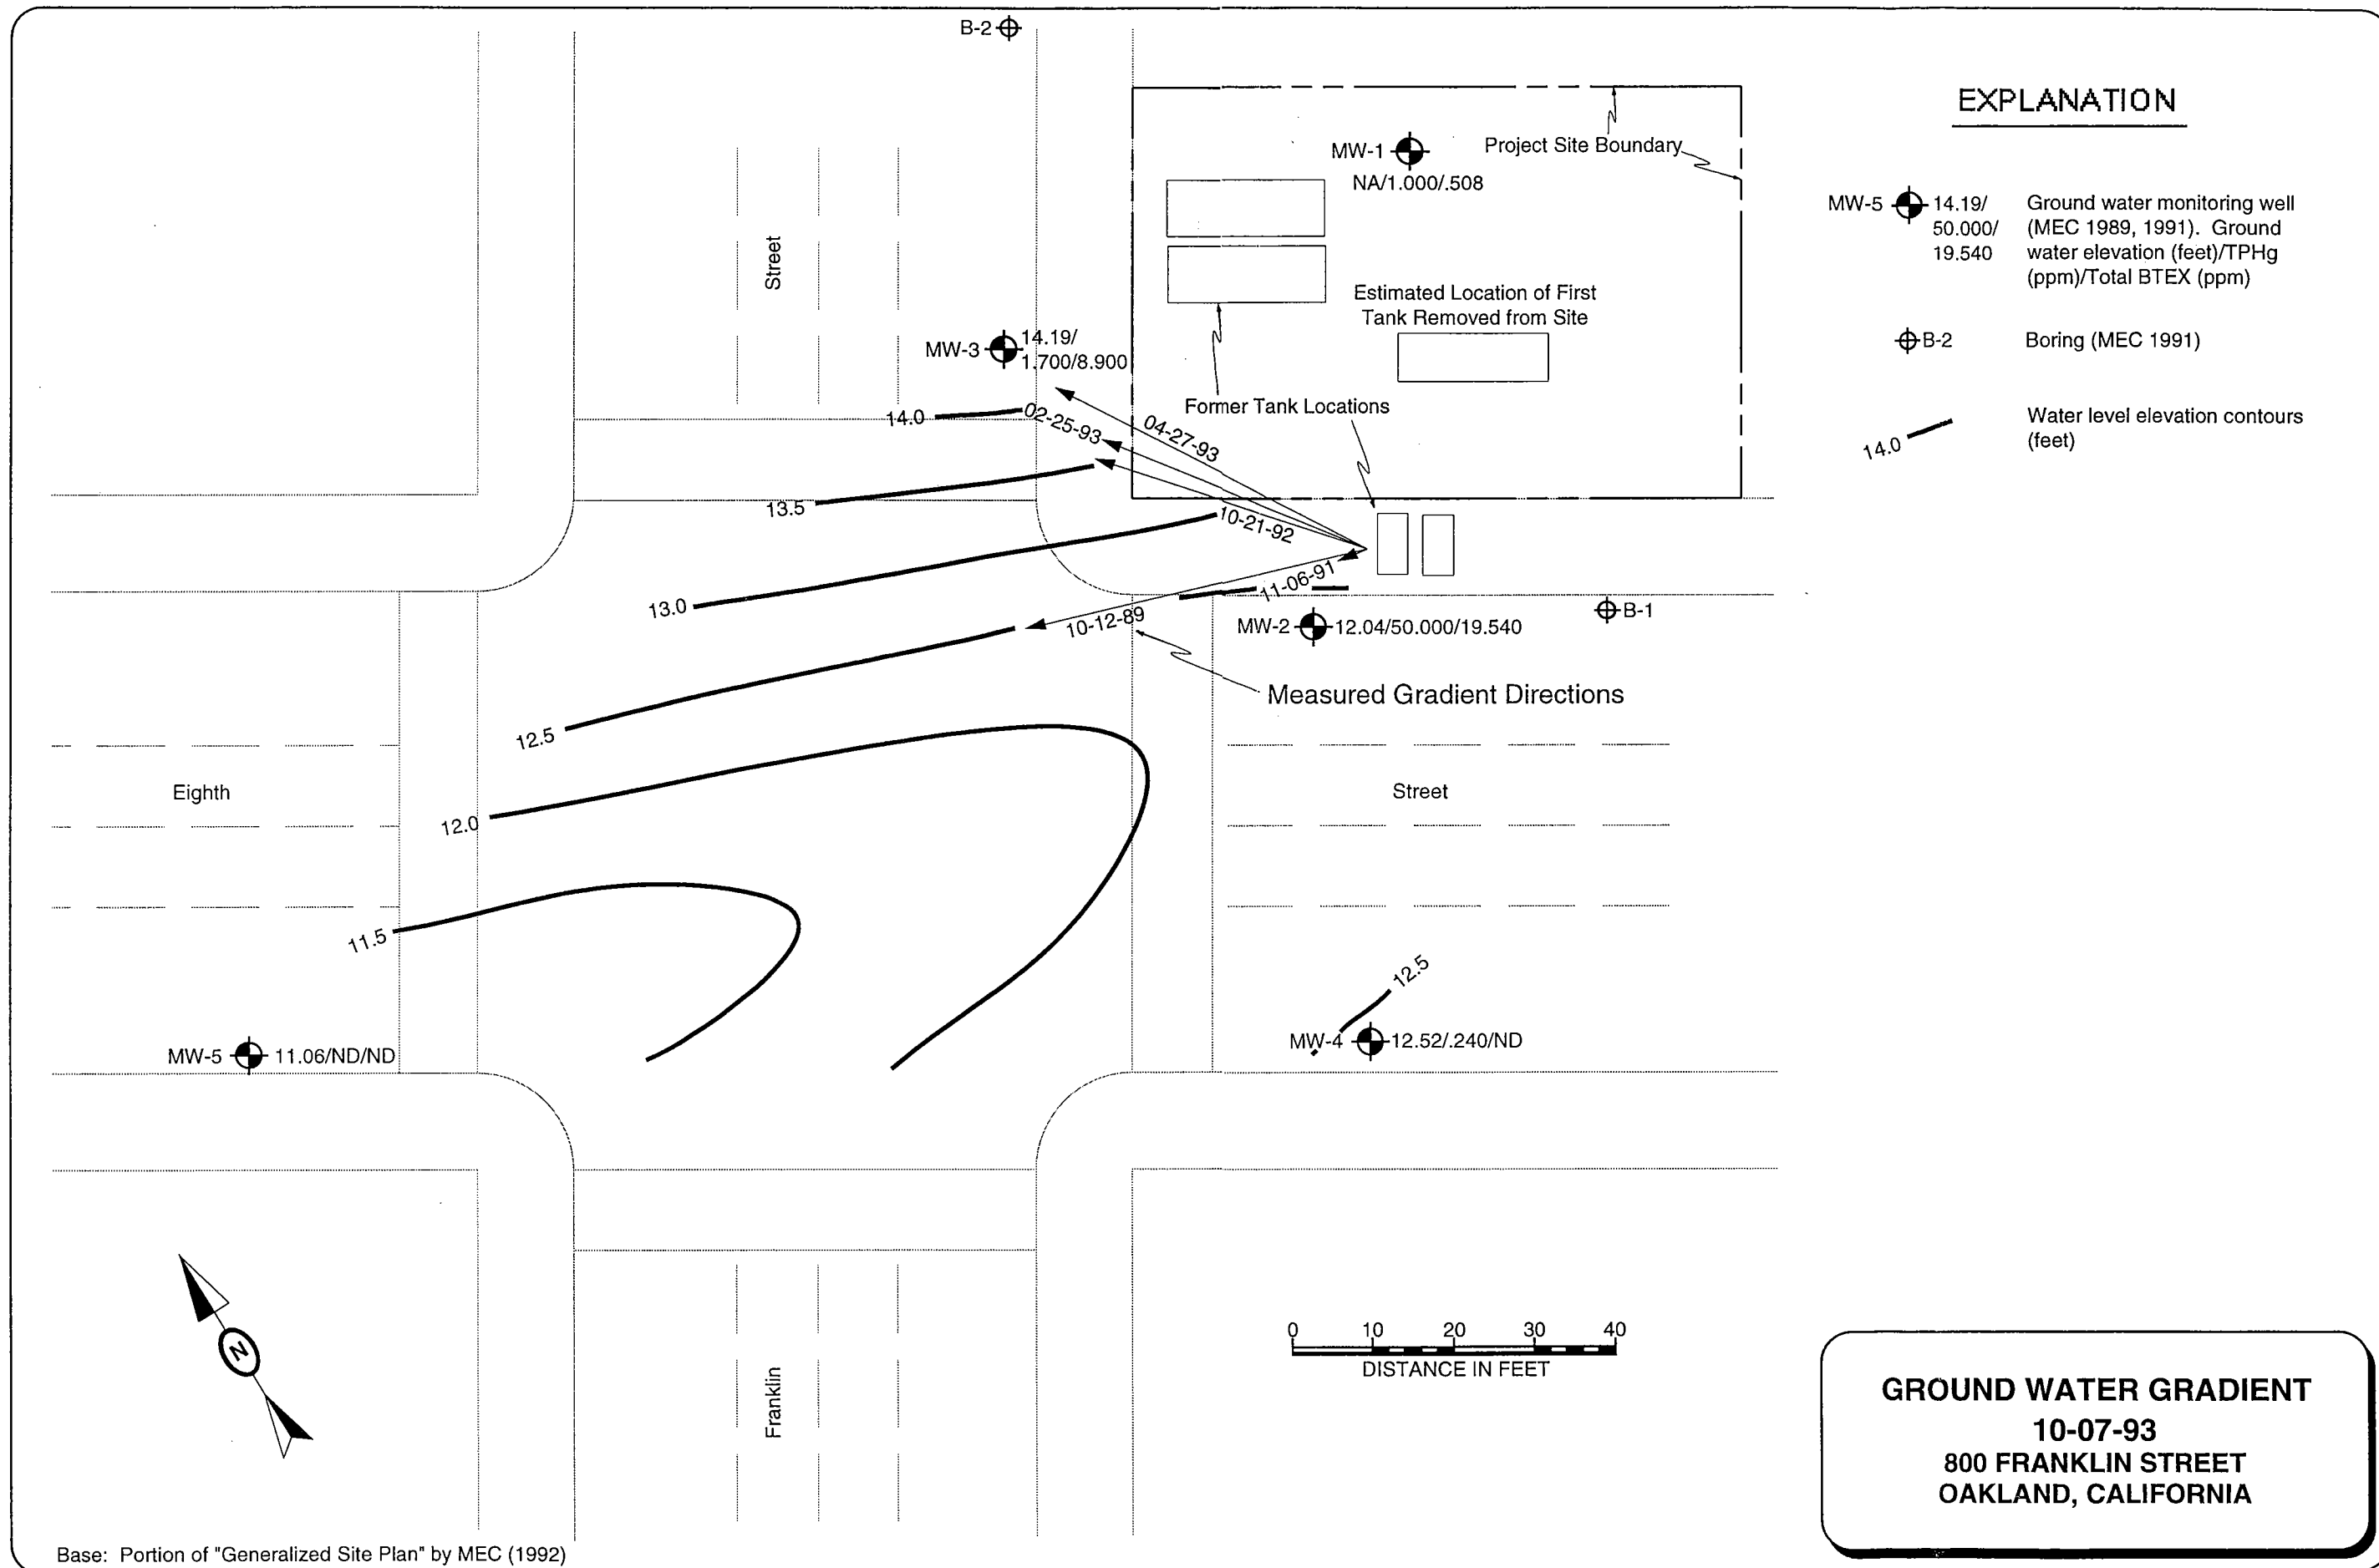 B-2
EXPLANATION
MW-1
NA/1.000/.508
Project Site Boundary
MW-5
14.19/
50.000/
19.540
Ground water monitoring well
(MEC 1989, 1991). Ground
water elevation (feet)/TPHg
(ppm)/Total BTEX (ppm)
B-2
Boring (MEC 1991)
14.0
Water level elevation contours
(feet)
Street
Estimated Location of First
Tank Removed from Site
MW-3
14.19/
1.700/8.900
Former Tank Locations
14.0
02-25-93
04-27-93
13.5
10-21-92
11-06-91
13.0
10-12-89
MW-2
12.04/50.000/19.540
B-1
Measured Gradient Directions
12.5
Eighth
Street
12.0
11.5
12.5
MW-5
11.06/ND/ND
MW-4
12.52/.240/ND
N
0 10 20 30 40
DISTANCE IN FEET
Franklin
GROUND WATER GRADIENT
10-07-93
800 FRANKLIN STREET
OAKLAND, CALIFORNIA
Base: Portion of "Generalized Site Plan" by MEC (1992)